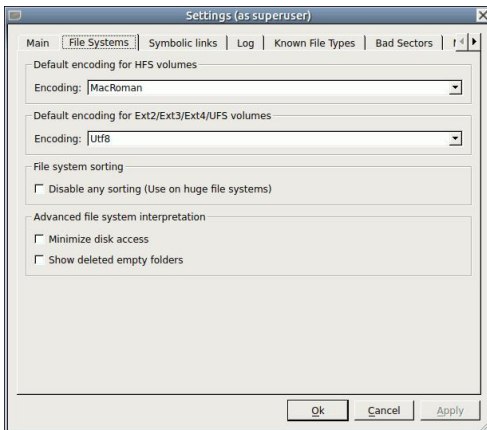 Settings (as superuser)
Main File Systems Symbolic links Log Known File Types Bad Sectors
Default encoding for HFS volumes
Encoding: MacRoman
Default encoding for Ext2/Ext3/Ext4/UFS volumes
Encoding: Utf8
File system sorting
Disable any sorting (Use on huge file systems)
Advanced file system interpretation
Minimize disk access
Show deleted empty folders
Ok Cancel Apply